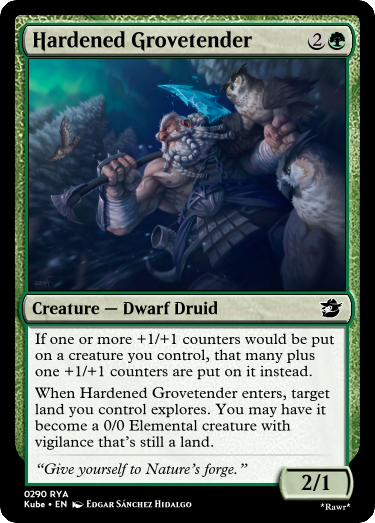 Hardened Grovetender 2
Creature — Dwarf Druid
If one or more +1/+1 counters would be put
on a creature you control, that many plus
one +1/+1 counters are put on it instead.
When Hardened Grovetender enters, target
land you control explores. You may have it
become a 0/0 Elemental creature with
vigilance that's still a land.
“Give yourself to Nature's forge.”
2/1
0290 RYA
Kube • EN Edgar Sánchez Hidalgo
*Rawr*